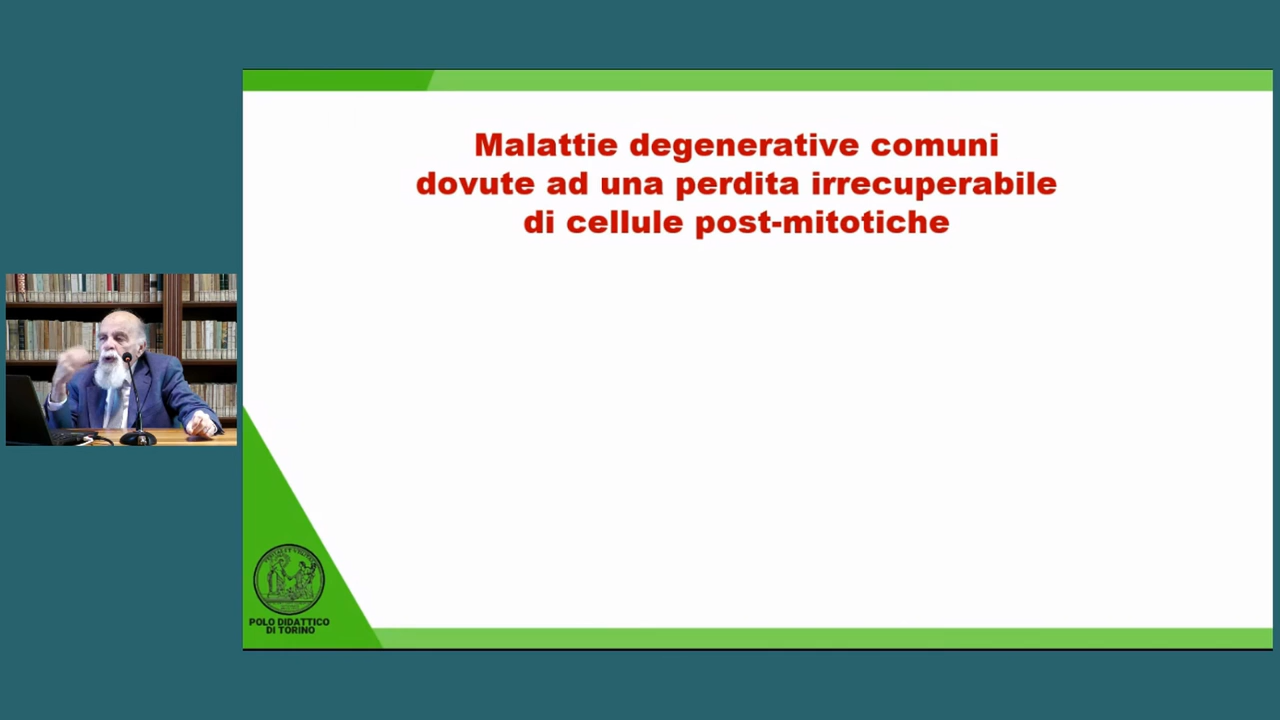 Malattie degenerative comuni
dovute ad una perdita irrecuperabile
di cellule post-mitotiche
POLO DIDATTICO
DI TORINO